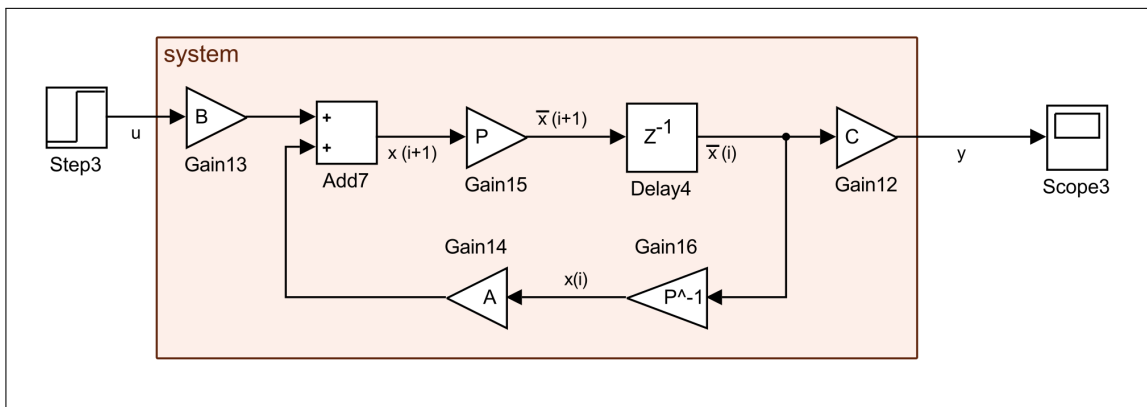 system
B
+
+
x̅ (i+1)
P
Z⁻¹
x̅ (i)
C
u
x (i+1)
y
Step3
Gain13
Add7
Gain15
Delay4
Gain12
Scope3
Gain14
Gain16
A
x(i)
P^-1